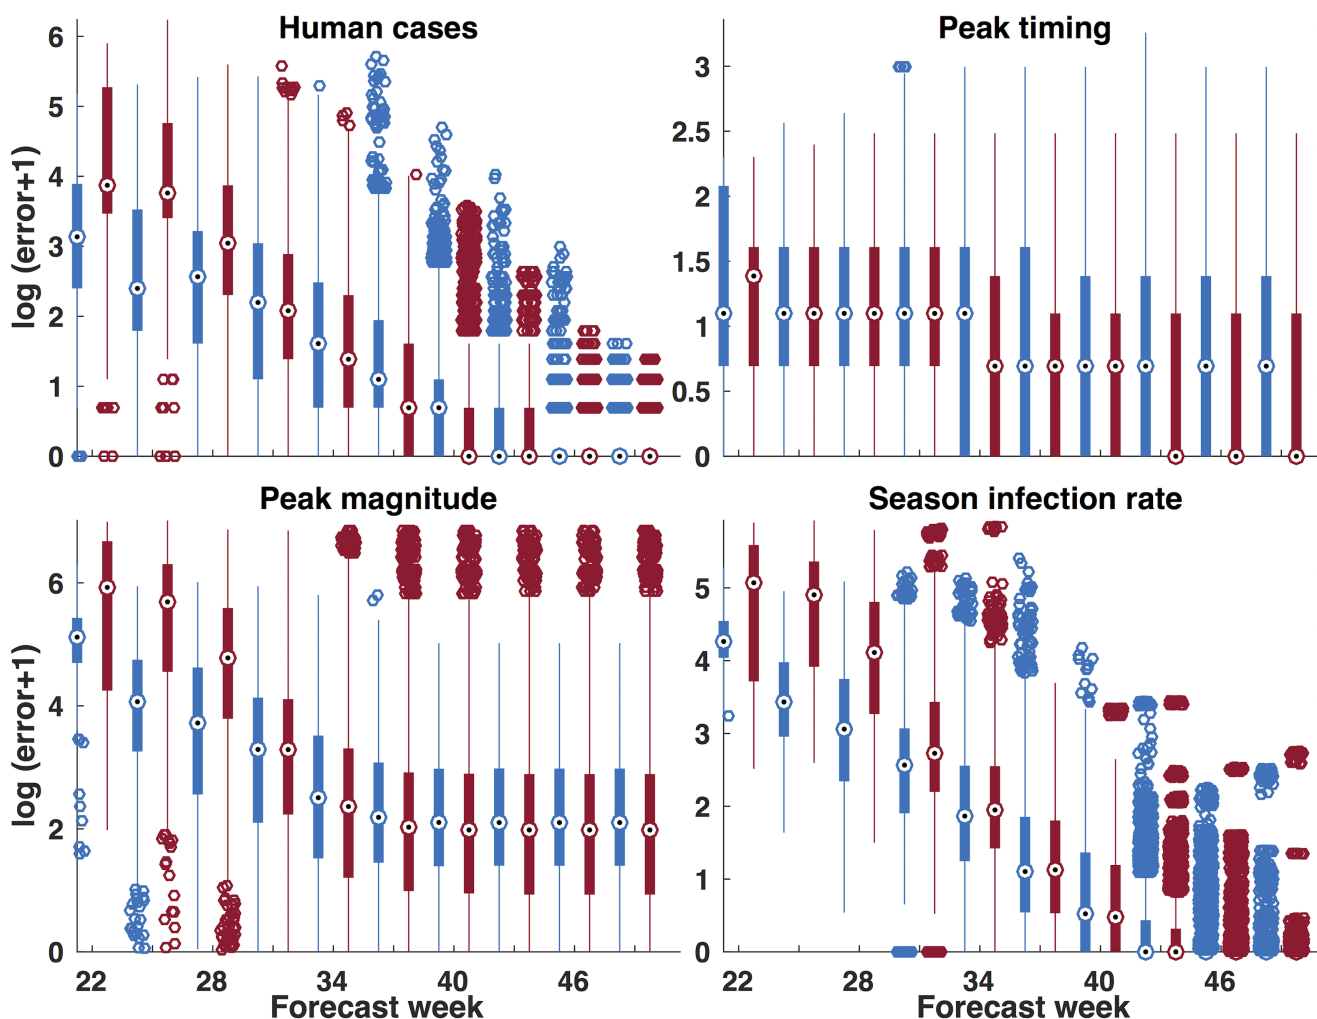 Human cases
Peak timing
log (error+1)
6
5
4
3
2
1
0
3
2.5
2
1.5
1
0.5
0
Peak magnitude
Season infection rate
log (error+1)
6
4
2
0
5
4
3
2
1
0
22 28 34 40 46
22 28 34 40 46
Forecast week
Forecast week